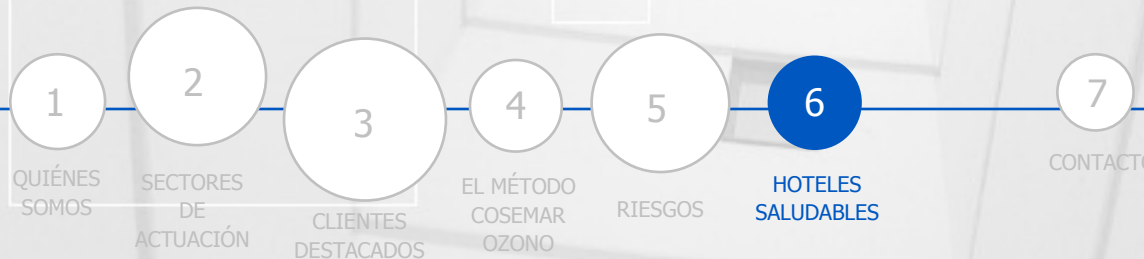 1
QUIÉNES
SOMOS
2
SECTORES
DE
ACTUACIÓN
3
CLIENTES
DESTACADOS
4
EL MÉTODO
COSEMAR
OZONO
5
RIESGOS
6
HOTELES
SALUDABLES
7
CONTACTO